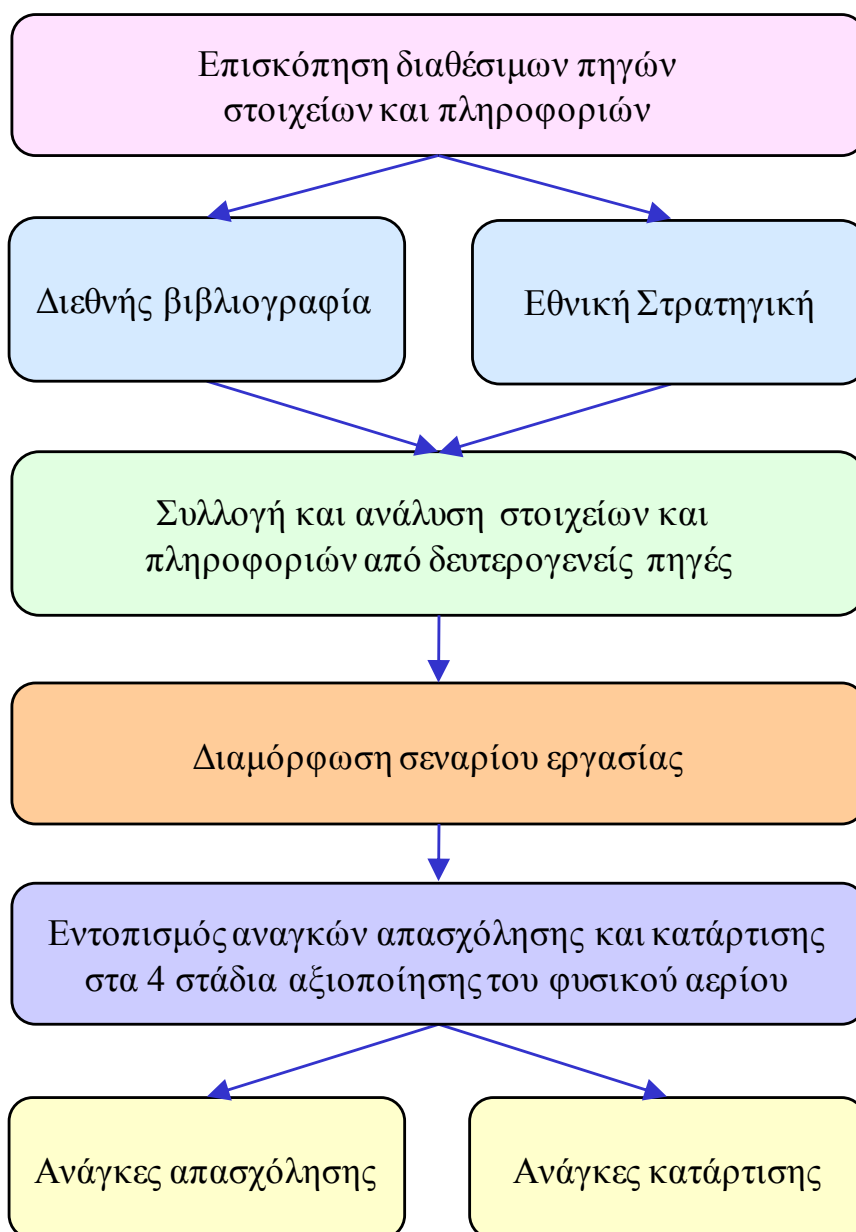 Επισκόπηση διαθέσιμων πηγών
στοιχείων και πληροφοριών
Διεθνής βιβλιογραφία
Εθνική Στρατηγική
Συλλογή και ανάλυση στοιχείων και
πληροφοριών από δευτερογενείς πηγές
Διαμόρφωση σεναρίου εργασίας
Εντοπισμός αναγκών απασχόλησης και κατάρτισης
στα 4 στάδια αξιοποίησης του φυσικού αερίου
Ανάγκες απασχόλησης
Ανάγκες κατάρτισης